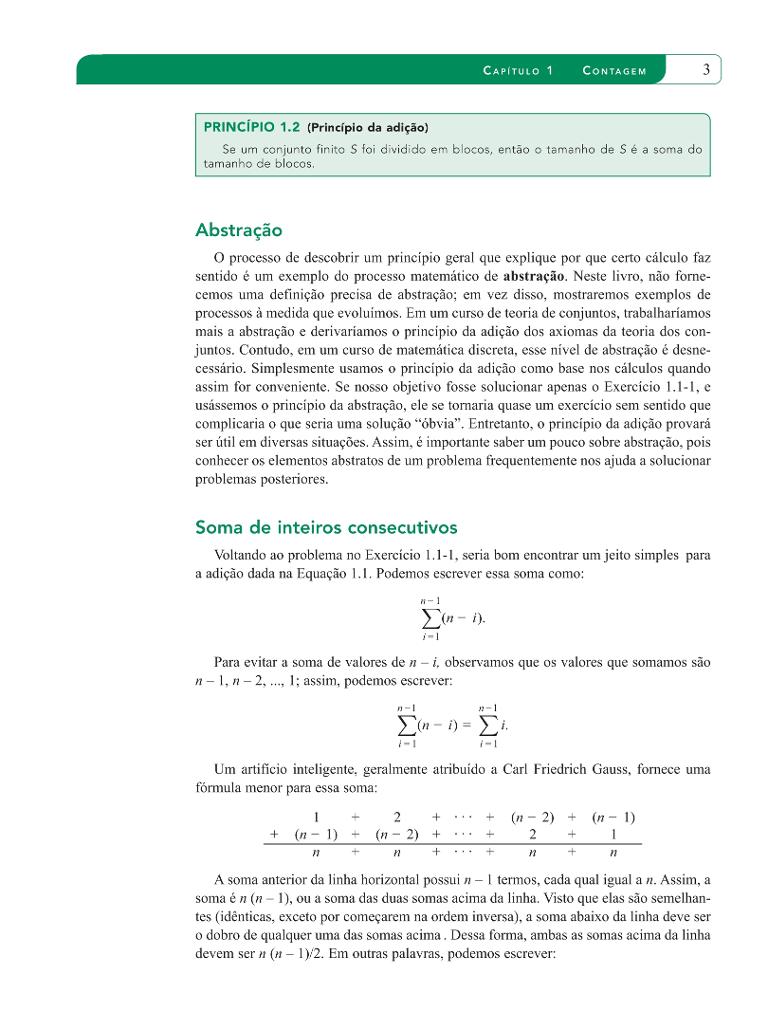 CAPÍTULO 1 CONTAGEM 3
PRINCÍPIO 1.2 (Princípio da adição)
Se um conjunto finito S foi dividido em blocos, então o tamanho de S é a soma do
tamanho de blocos.
Abstração
O processo de descobrir um princípio geral que explique por que certo cálculo faz
sentido é um exemplo do processo matemático de abstração. Neste livro, não forne-
cemos uma definição precisa de abstração; em vez disso, mostraremos exemplos de
processos à medida que evoluímos. Em um curso de teoria de conjuntos, trabalharíamos
mais a abstração e derivaríamos o princípio da adição dos axiomas da teoria dos con-
juntos. Contudo, em um curso de matemática discreta, esse nível de abstração é desne-
cessário. Simplesmente usamos o princípio da adição como base nos cálculos quando
assim for conveniente. Se nosso objetivo fosse solucionar apenas o Exercício 1.1-1, e
usássemos o princípio da abstração, ele se tornaria quase um exercício sem sentido que
complicaria o que seria uma solução “óbvia”. Entretanto, o princípio da adição provará
ser útil em diversas situações. Assim, é importante saber um pouco sobre abstração, pois
conhecer os elementos abstratos de um problema frequentemente nos ajuda a solucionar
problemas posteriores.
Soma de inteiros consecutivos
Voltando ao problema no Exercício 1.1-1, seria bom encontrar um jeito simples para
a adição dada na Equação 1.1. Podemos escrever essa soma como:
n − 1
∑(n − i).
i = 1
Para evitar a soma de valores de n – i, observamos que os valores que somamos são
n – 1, n – 2, ..., 1; assim, podemos escrever:
n − 1 n − 1
∑(n − i) = ∑ i.
i = 1 i = 1
Um artifício inteligente, geralmente atribuído a Carl Friedrich Gauss, fornece uma
fórmula menor para essa soma:
1 + 2 + ··· + (n − 2) + (n − 1)
+ (n − 1) + (n − 2) + ··· + 2 + 1
n + n + ··· + n + n
A soma anterior da linha horizontal possui n – 1 termos, cada qual igual a n. Assim, a
soma é n (n – 1), ou a soma das duas somas acima da linha. Visto que elas são semelhan-
tes (idênticas, exceto por começarem na ordem inversa), a soma abaixo da linha deve ser
o dobro de qualquer uma das somas acima . Dessa forma, ambas as somas acima da linha
devem ser n (n – 1)/2. Em outras palavras, podemos escrever: